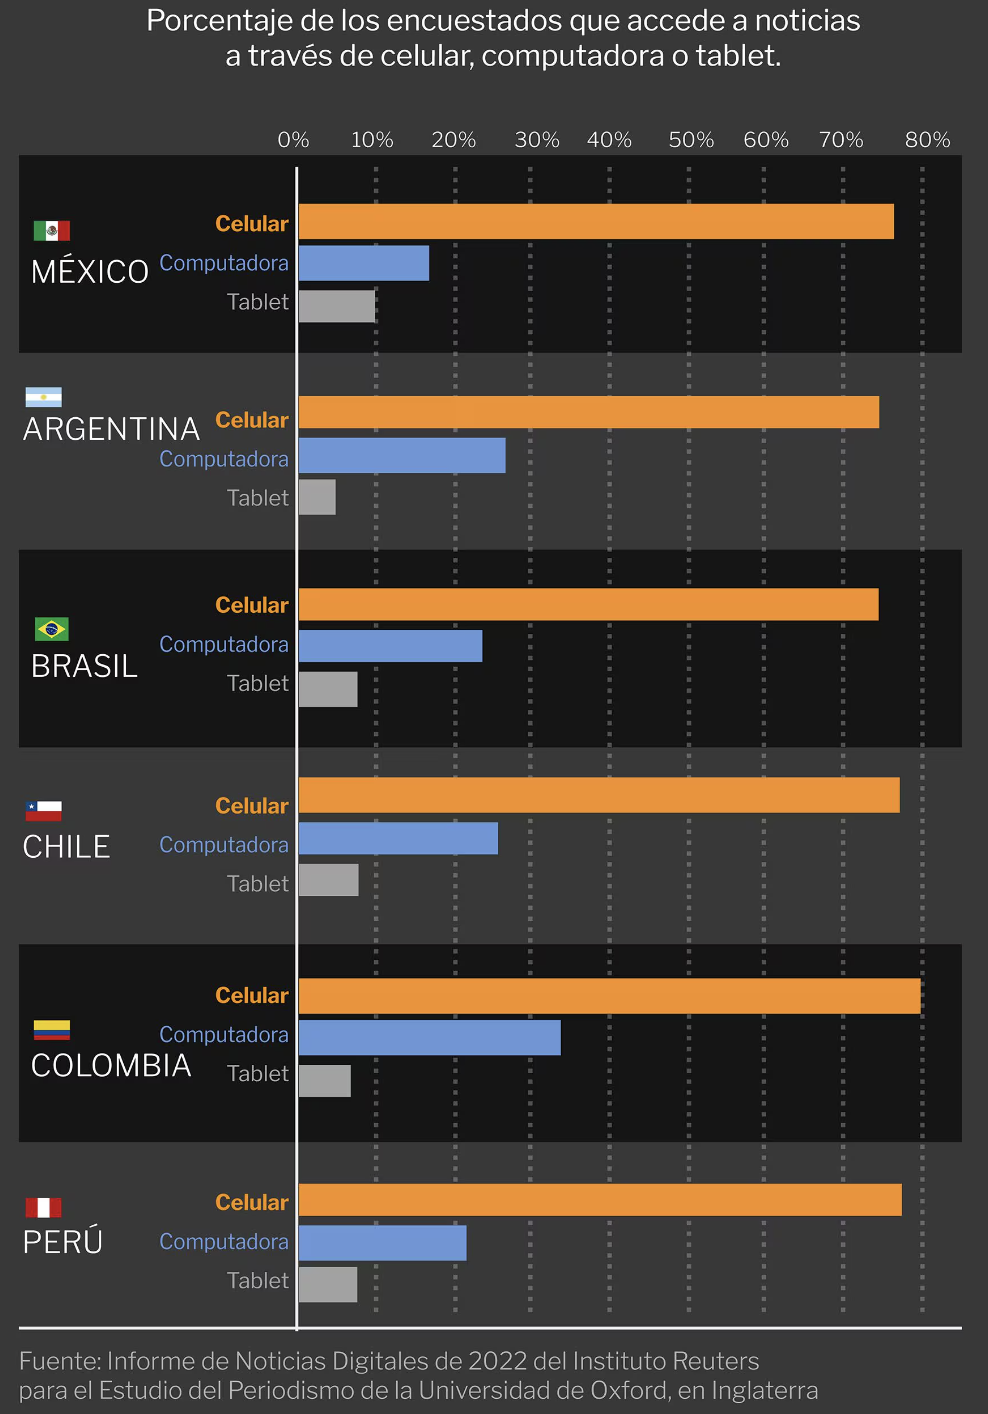 Porcentaje de los encuestados que accede a noticias
a través de celular, computadora o tablet.
0% 10% 20% 30% 40% 50% 60% 70% 80%
MÉXICO
Celular
Computadora
Tablet
ARGENTINA
Celular
Computadora
Tablet
BRASIL
Celular
Computadora
Tablet
CHILE
Celular
Computadora
Tablet
COLOMBIA
Celular
Computadora
Tablet
PERÚ
Celular
Computadora
Tablet
Fuente: Informe de Noticias Digitales de 2022 del Instituto Reuters
para el Estudio del Periodismo de la Universidad de Oxford, en Inglaterra